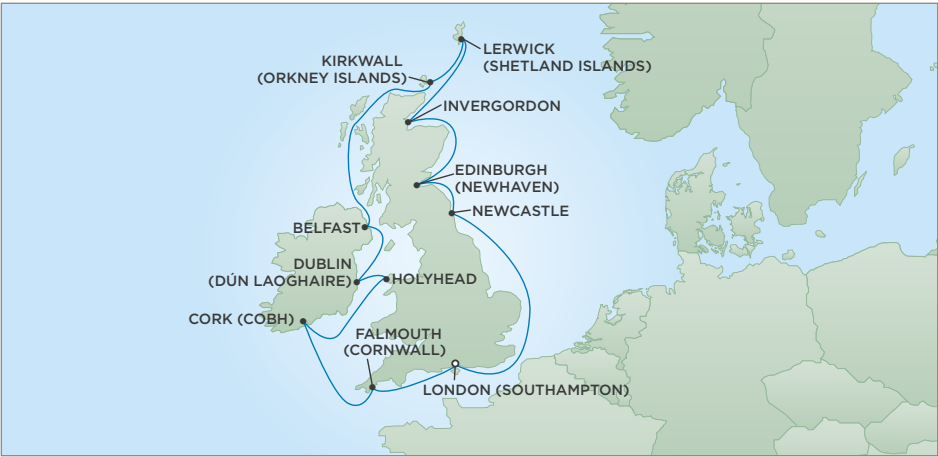 LERWICK
(SHETLAND ISLANDS)
KIRKWALL
(ORKNEY ISLANDS)
INVERGORDON
EDINBURGH
(NEWHAVEN)
NEWCASTLE
BELFAST
DUBLIN
(DÚN LAOGHAIRE)
HOLYHEAD
CORK (COBH)
FALMOUTH
(CORNWALL)
LONDON (SOUTHAMPTON)